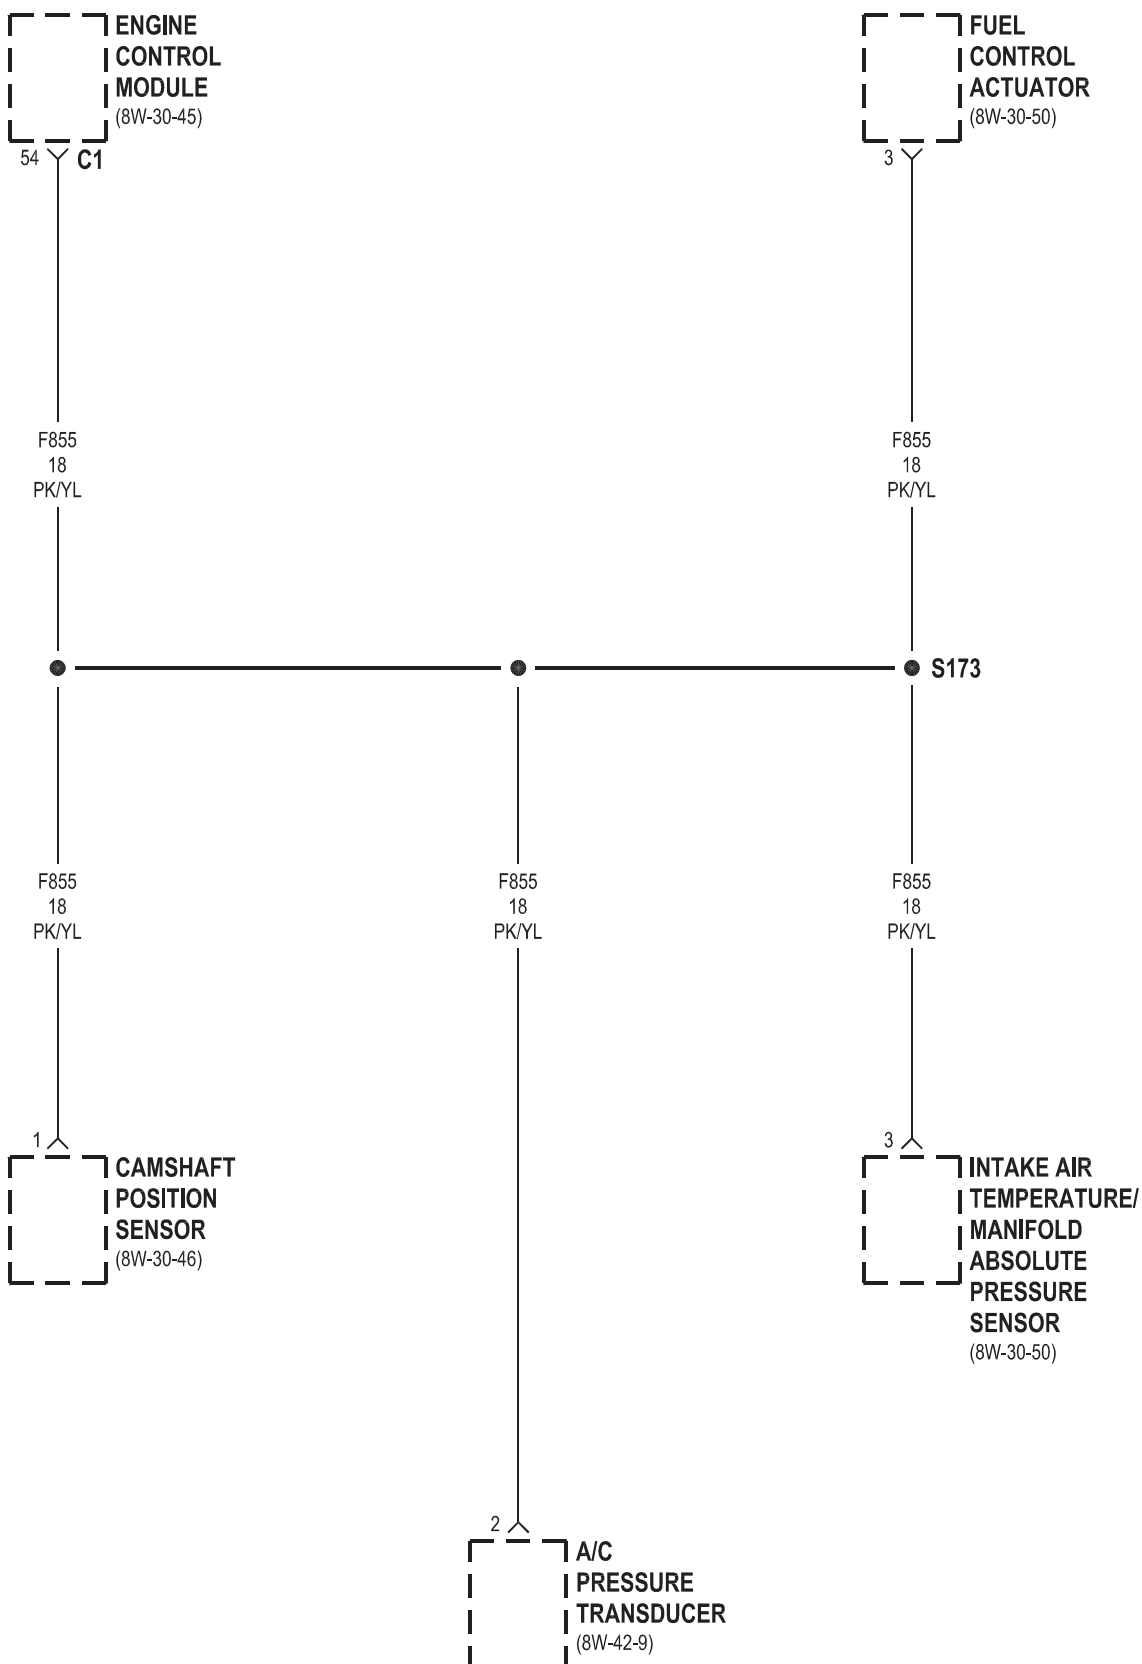 ENGINE
CONTROL
MODULE
(8W-30-45)
54
C1
FUEL
CONTROL
ACTUATOR
(8W-30-50)
3
F855
18
PK/YL
F855
18
PK/YL
S173
F855
18
PK/YL
F855
18
PK/YL
F855
18
PK/YL
1
CAMSHAFT
POSITION
SENSOR
(8W-30-46)
3
INTAKE AIR
TEMPERATURE/
MANIFOLD
ABSOLUTE
PRESSURE
SENSOR
(8W-30-50)
2
A/C
PRESSURE
TRANSDUCER
(8W-42-9)